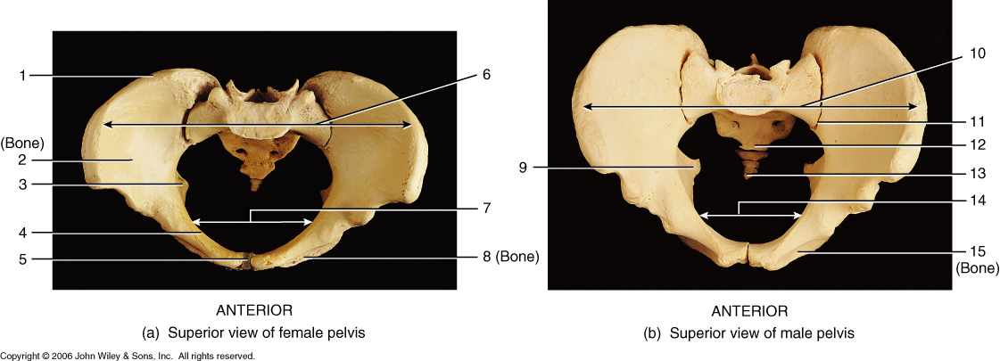 1
(Bone)
2
3
4
5
6
7
8 (Bone)
ANTERIOR
(a) Superior view of female pelvis
9
10
11
12
13
14
15
(Bone)
ANTERIOR
(b) Superior view of male pelvis
Copyright © 2006 John Wiley & Sons, Inc. All rights reserved.